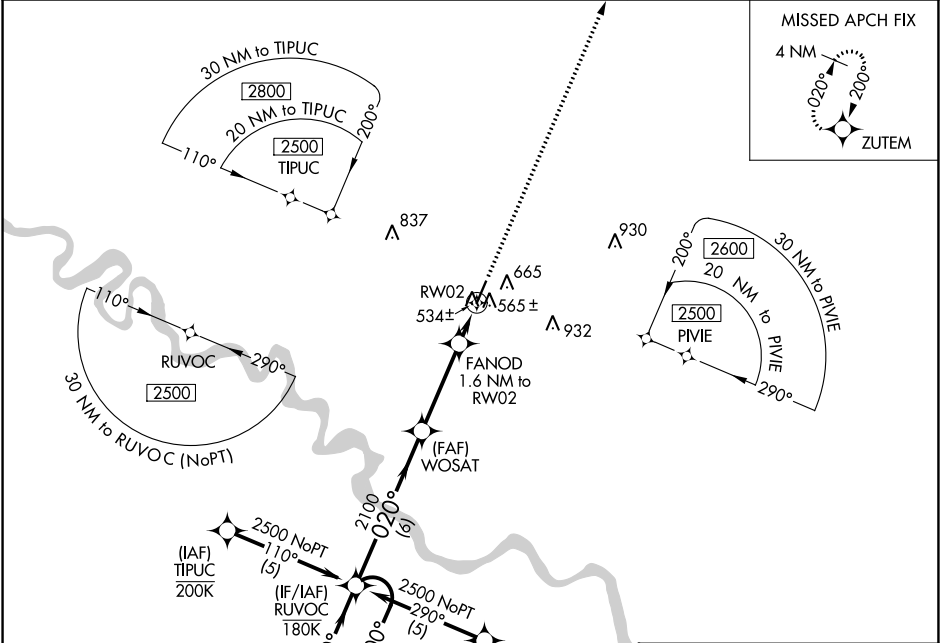 MISSED APCH FIX
4 NM
020°
200°
ZUTEM
30 NM to TIPUC
2800
20 NM to TIPUC
200°
2500
TIPUC
110°
837
930
665
RW02
534±
565±
932
FANOD
1.6 NM to
RW02
200°
2600
30 NM to PIVIE
20 NM to PIVIE
2500
PIVIE
290°
110°
RUVOC
290°
2500
30 NM to RUVOC (NoPT)
(FAF)
WOSAT
2100
020°
(6)
2500 NoPT
110°
(5)
(IAF)
TIPUC
200K
(IF/IAF)
RUVOC
180K
2500 NoPT
290°
(5)